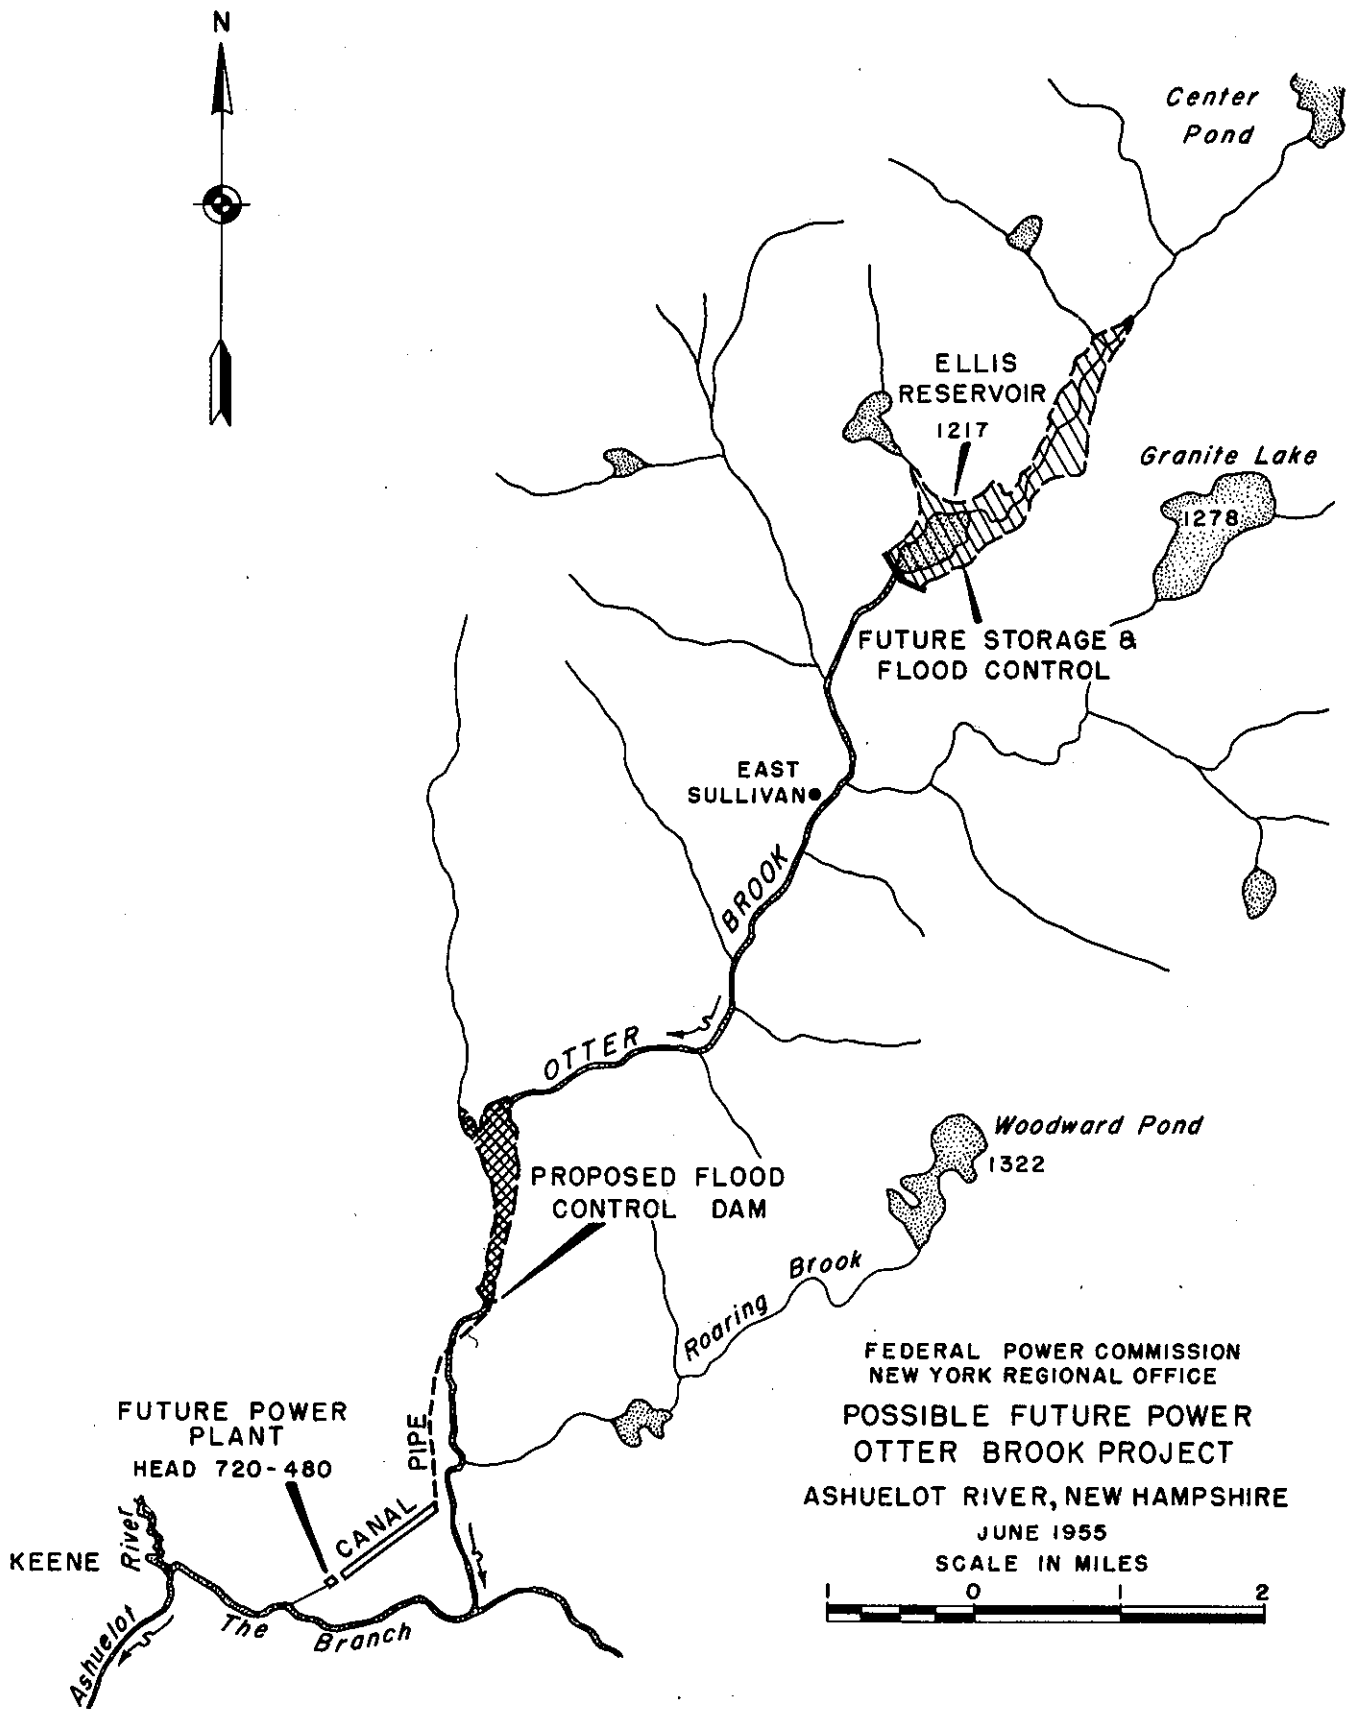 N
Center
Pond
ELLIS
RESERVOIR
1217
Granite Lake
1278
FUTURE STORAGE &
FLOOD CONTROL
EAST
SULLIVAN
OTTER BROOK
Woodward Pond
1322
PROPOSED FLOOD
CONTROL DAM
Roaring Brook
FUTURE POWER
PLANT
HEAD 720-480
PIPE
CANAL
KEENE
Ashuelot River
The Branch
FEDERAL POWER COMMISSION
NEW YORK REGIONAL OFFICE
POSSIBLE FUTURE POWER
OTTER BROOK PROJECT
ASHUELOT RIVER, NEW HAMPSHIRE
JUNE 1955
SCALE IN MILES
1 0 1 2